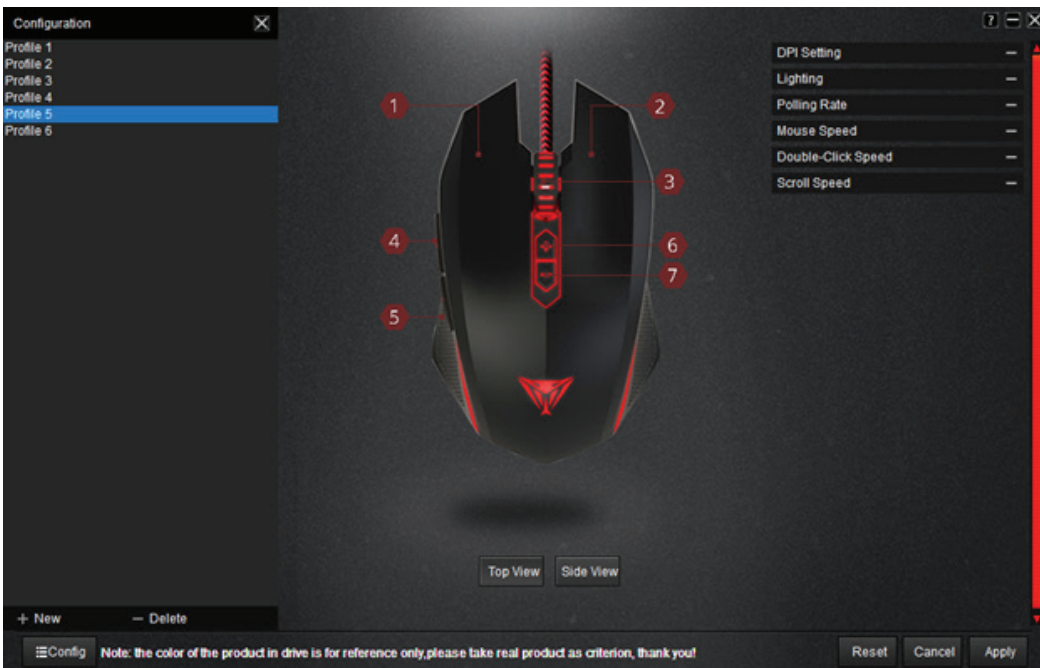 Configuration
Profile 1
Profile 2
Profile 3
Profile 4
Profile 5
Profile 6
+ New
− Delete
1
2
3
4
5
6
7
Top View
Side View
?
DPI Setting
Lighting
Polling Rate
Mouse Speed
Double-Click Speed
Scroll Speed
Config
Note: the color of the product in drive is for reference only,please take real product as criterion, thank you!
Reset
Cancel
Apply